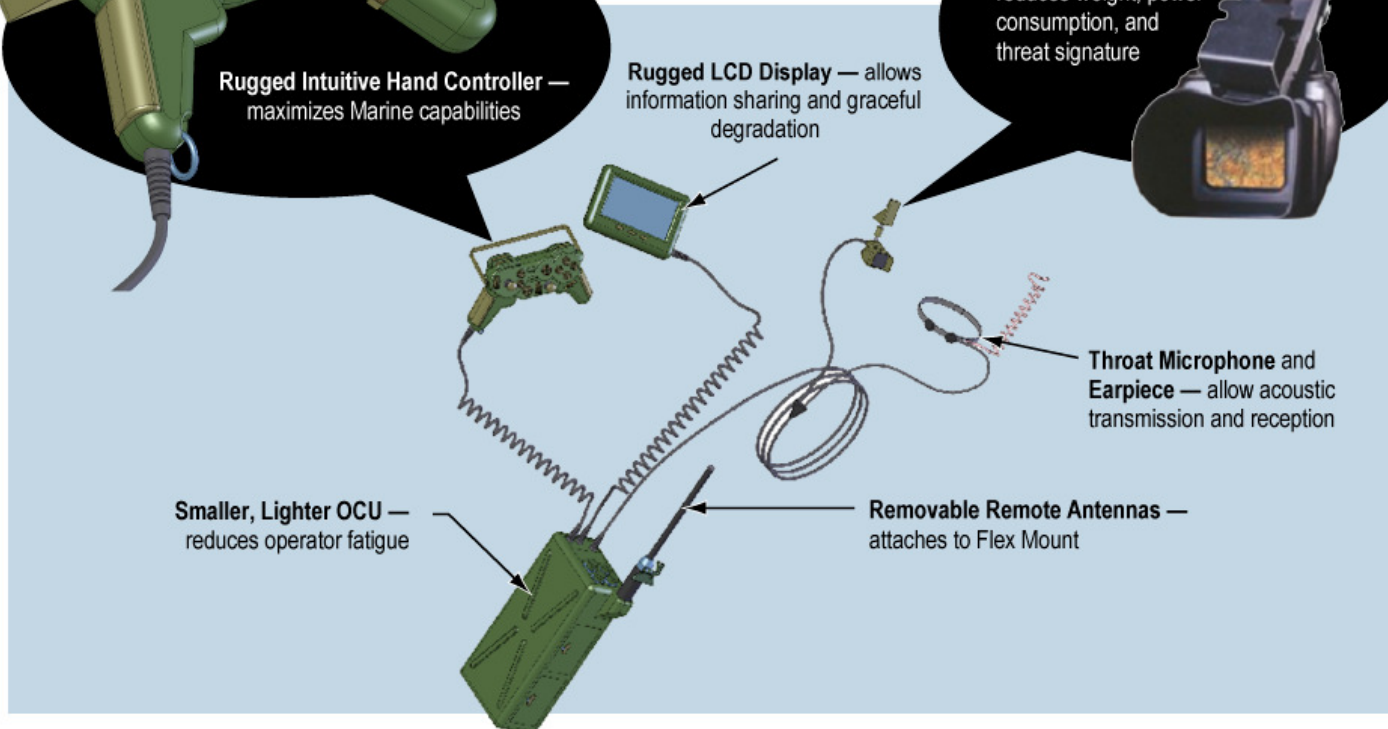 consumption, and
threat signature
Rugged Intuitive Hand Controller —
maximizes Marine capabilities
Rugged LCD Display — allows
information sharing and graceful
degradation
Throat Microphone and
Earpiece — allow acoustic
transmission and reception
Smaller, Lighter OCU —
reduces operator fatigue
Removable Remote Antennas —
attaches to Flex Mount